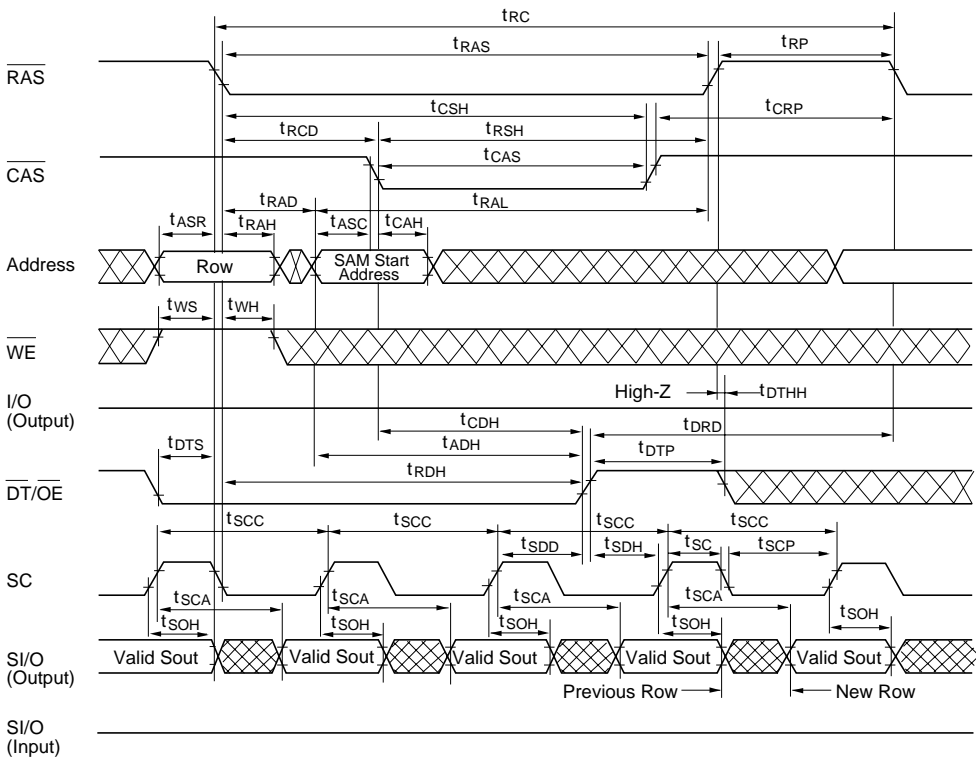 tRC
tRAS
tRP
RAS
tCSH
tCRP
tRCD
tRSH
tCAS
CAS
tRAD
tRAL
tASR
tRAH
tASC
tCAH
Address
Row
SAM Start
Address
tWS
tWH
WE
High-Z
tDTHH
I/O
(Output)
tCDH
tDRD
tADH
tDTS
tDTP
tRDH
DT/OE
tSCC
tSCC
tSCC
tSCC
tSDD
tSDH
tSC
tSCP
SC
tSCA
tSCA
tSCA
tSCA
tSOH
tSOH
tSOH
tSOH
tSOH
Valid Sout
Valid Sout
Valid Sout
Valid Sout
Valid Sout
SI/O
(Output)
Previous Row
New Row
SI/O
(Input)